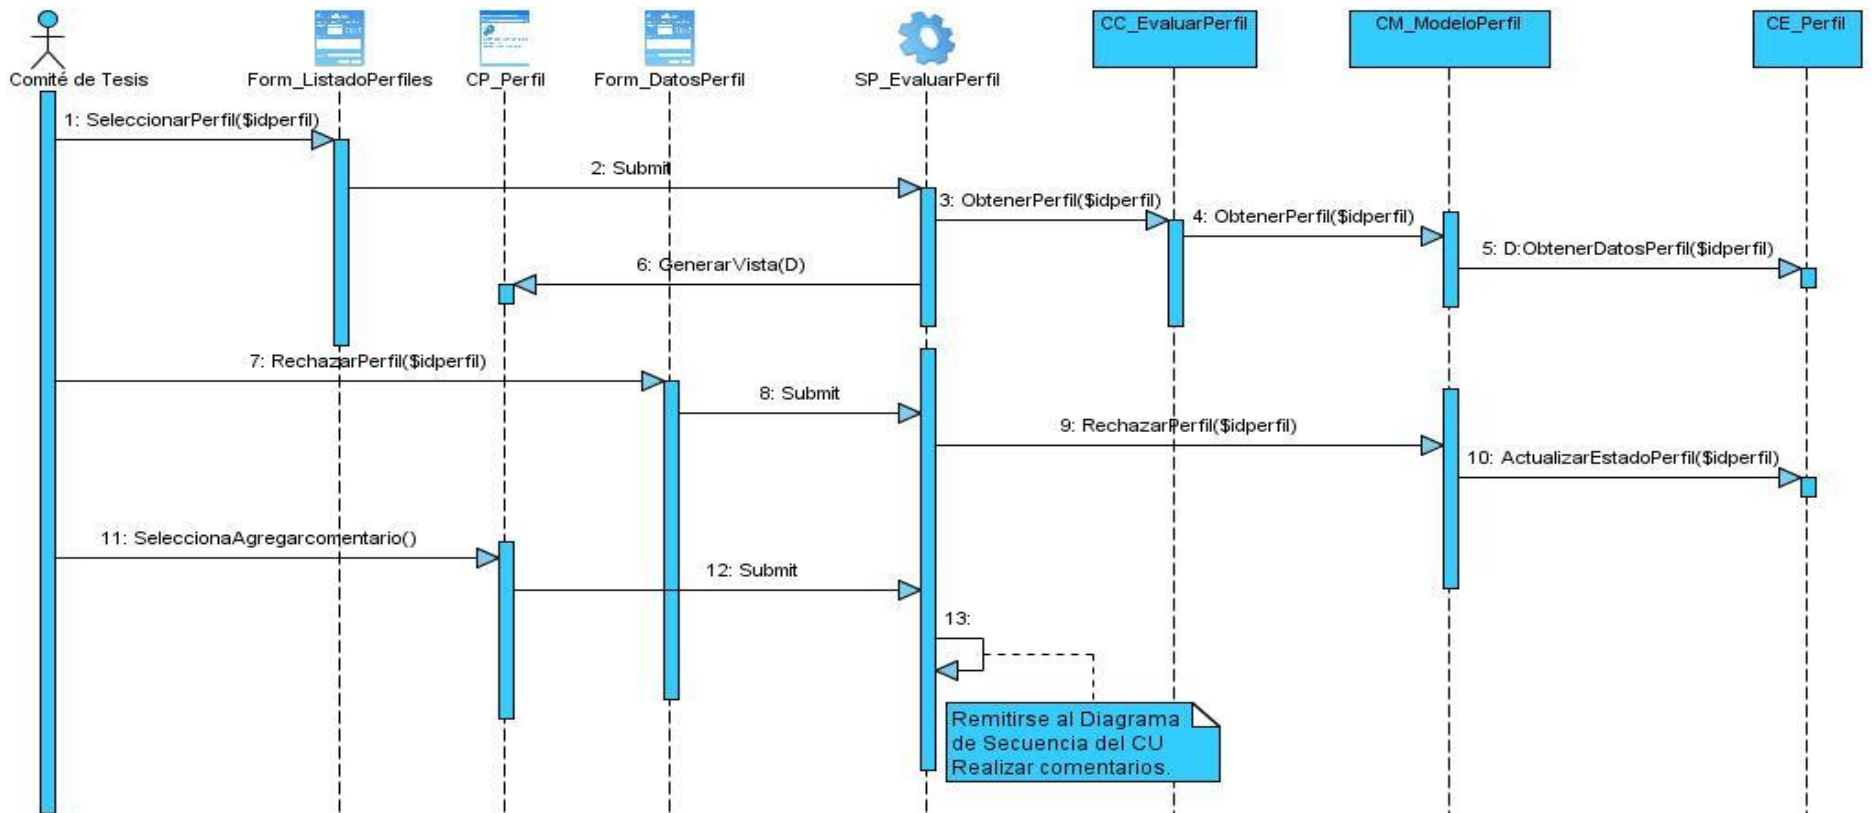 Comité de Tesis
Form_ListadoPerfiles
CP_Perfil
Form_DatosPerfil
SP_EvaluarPerfil
CC_EvaluarPerfil
CM_ModeloPerfil
CE_Perfil
1: SeleccionarPerfil($idperfil)
2: Submit
3: ObtenerPerfil($idperfil)
4: ObtenerPerfil($idperfil)
5: D:ObtenerDatosPerfil($idperfil)
6: GenerarVista(D)
7: RechazarPerfil($idperfil)
8: Submit
9: RechazarPerfil($idperfil)
10: ActualizarEstadoPerfil($idperfil)
11: SeleccionaAgregarcomentario()
12: Submit
13:
Remitirse al Diagrama
de Secuencia del CU
Realizar comentarios.